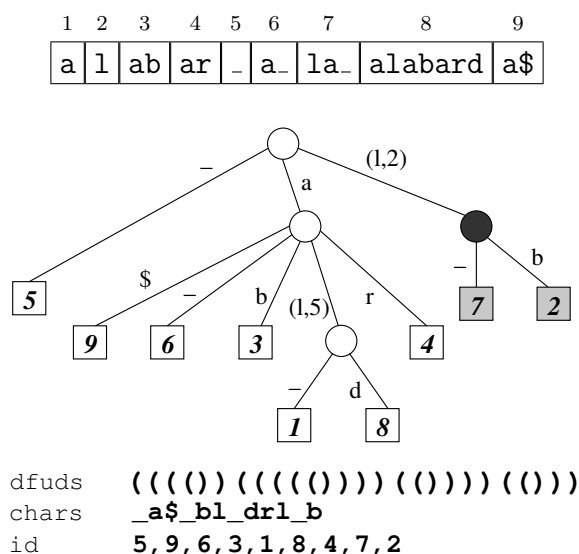 1 2 3 4 5 6 7 8 9
a l ab ar _ a_ la_ alabard a$
_ a (l,2)
$ _ b (l,5) r _ b
5 7 2
9 6 3 4
_ d
1 8
dfuds (((())((((())))(())))(()))
chars _a$_bl_drl_b
id 5,9,6,3,1,8,4,7,2